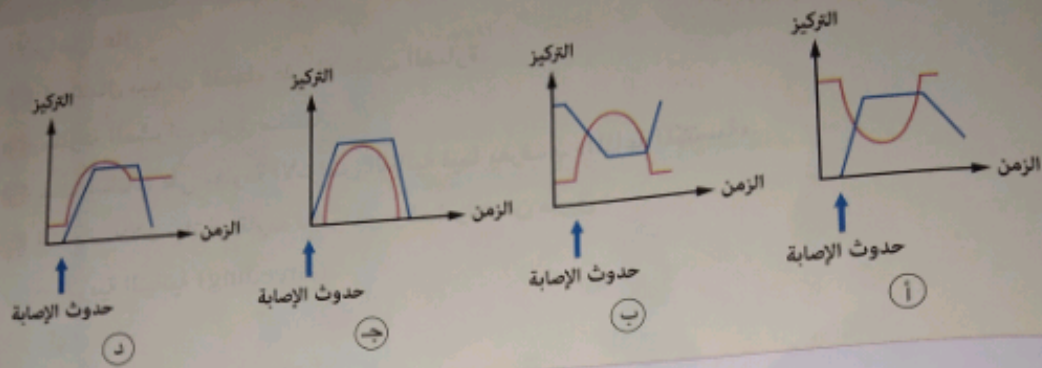 التركيز
الزمن
حدوث الإصابة
أ
التركيز
الزمن
حدوث الإصابة
ب
التركيز
الزمن
حدوث الإصابة
جـ
التركيز
الزمن
حدوث الإصابة
د